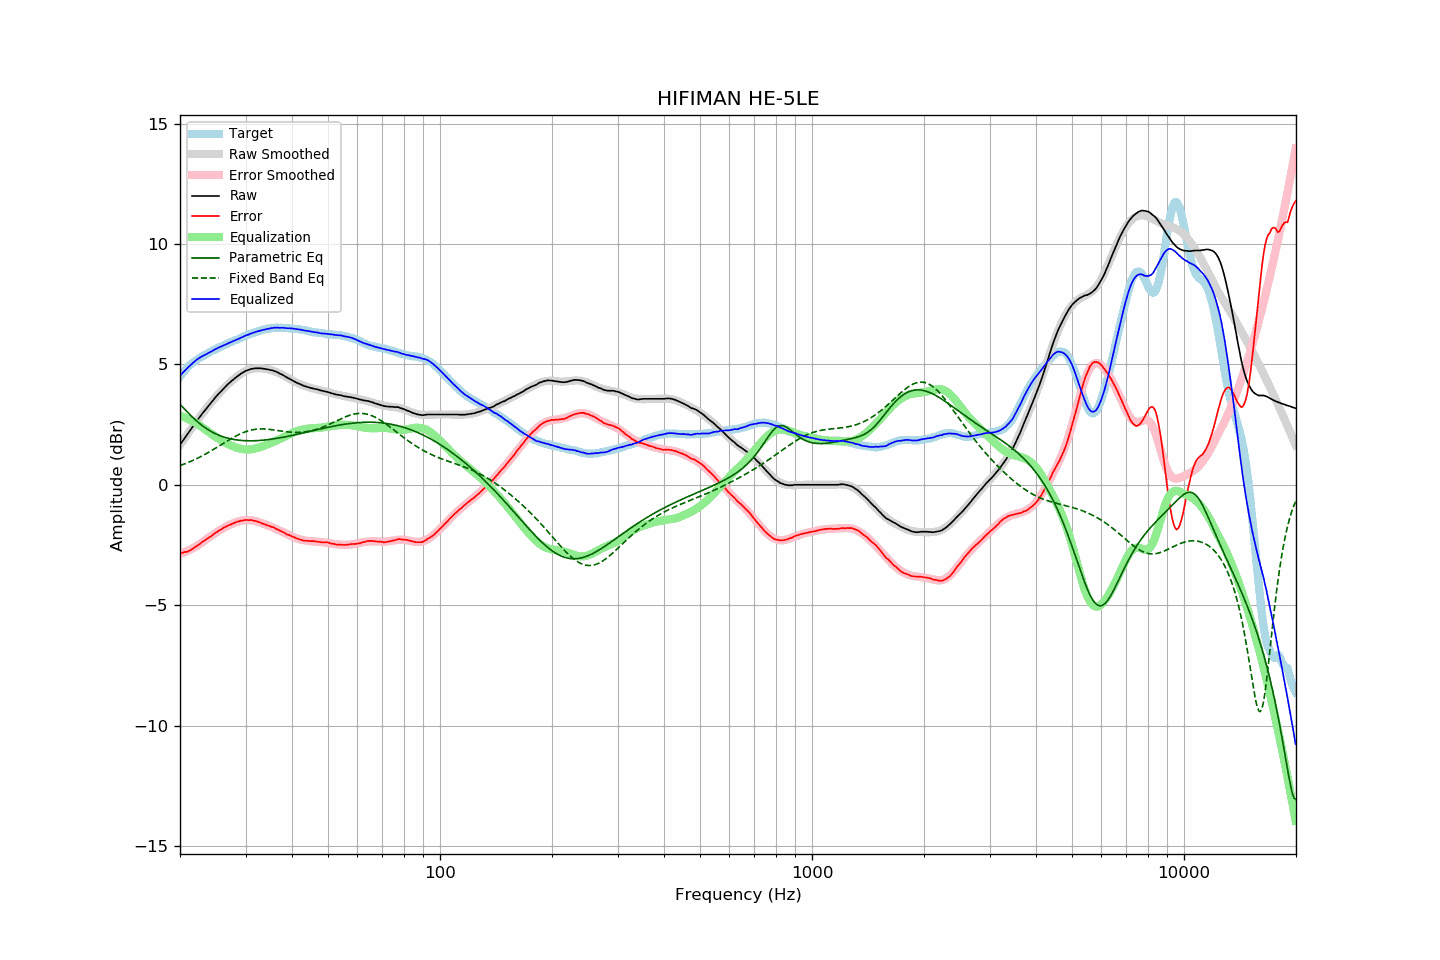 HIFIMAN HE-5LE
Target
Raw Smoothed
Error Smoothed
Raw
Error
Equalization
Parametric Eq
Fixed Band Eq
Equalized
15
10
5
0
−5
−10
−15
Amplitude (dBr)
100
1000
10000
Frequency (Hz)